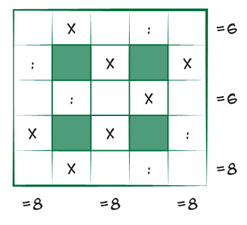 x : =6
: x x
: x =6
x x :
x : =8
=8 =8 =8